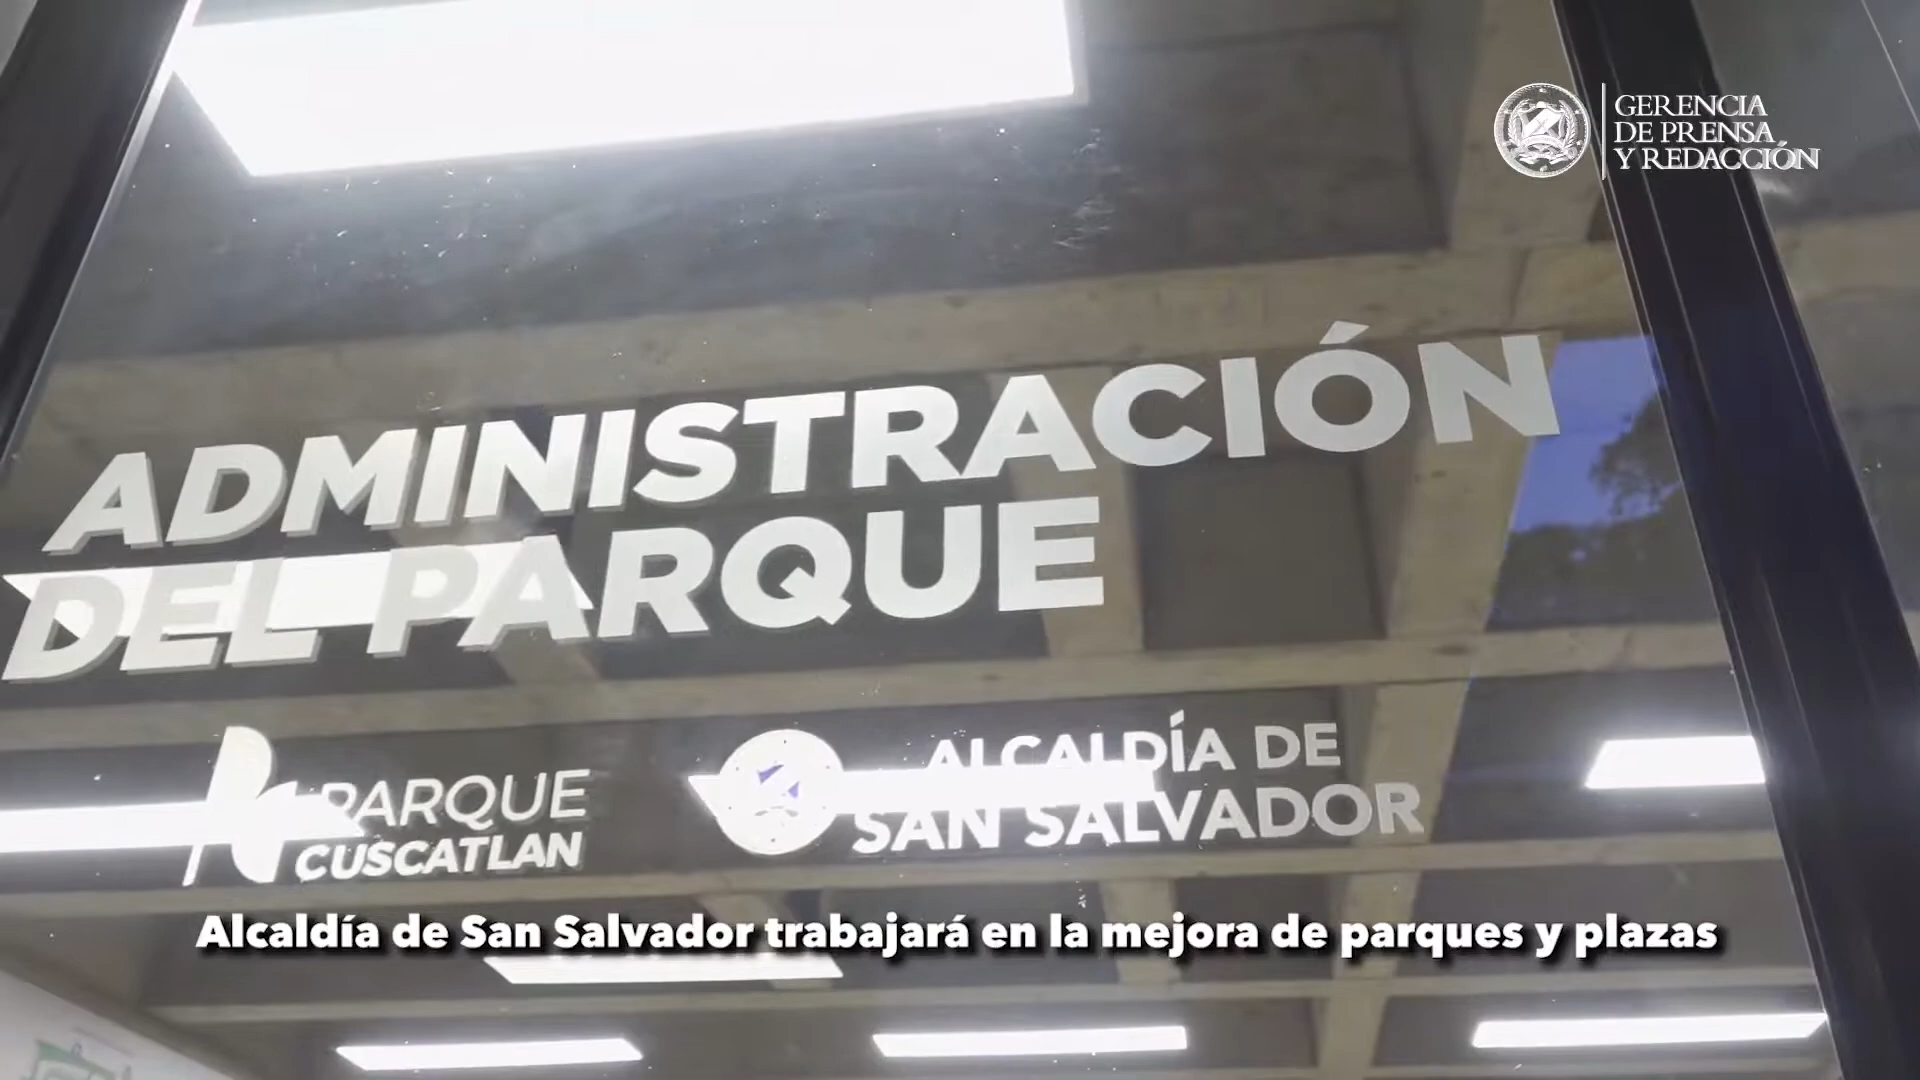 GERENCIA
DE PRENSA
Y REDACCIÓN
ADMINISTRACIÓN
DEL PARQUE
PARQUE
CUSCATLAN
ALCALDÍA DE
SAN SALVADOR
Alcaldía de San Salvador trabajará en la mejora de parques y plazas